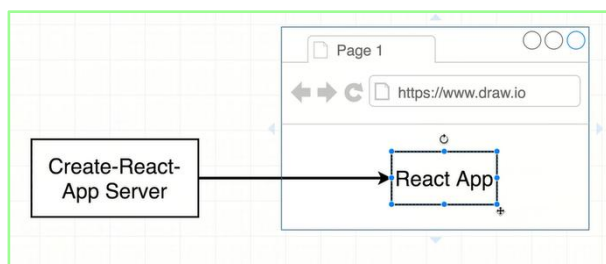 Page 1
https://www.draw.io
Create-React-
App Server
React App